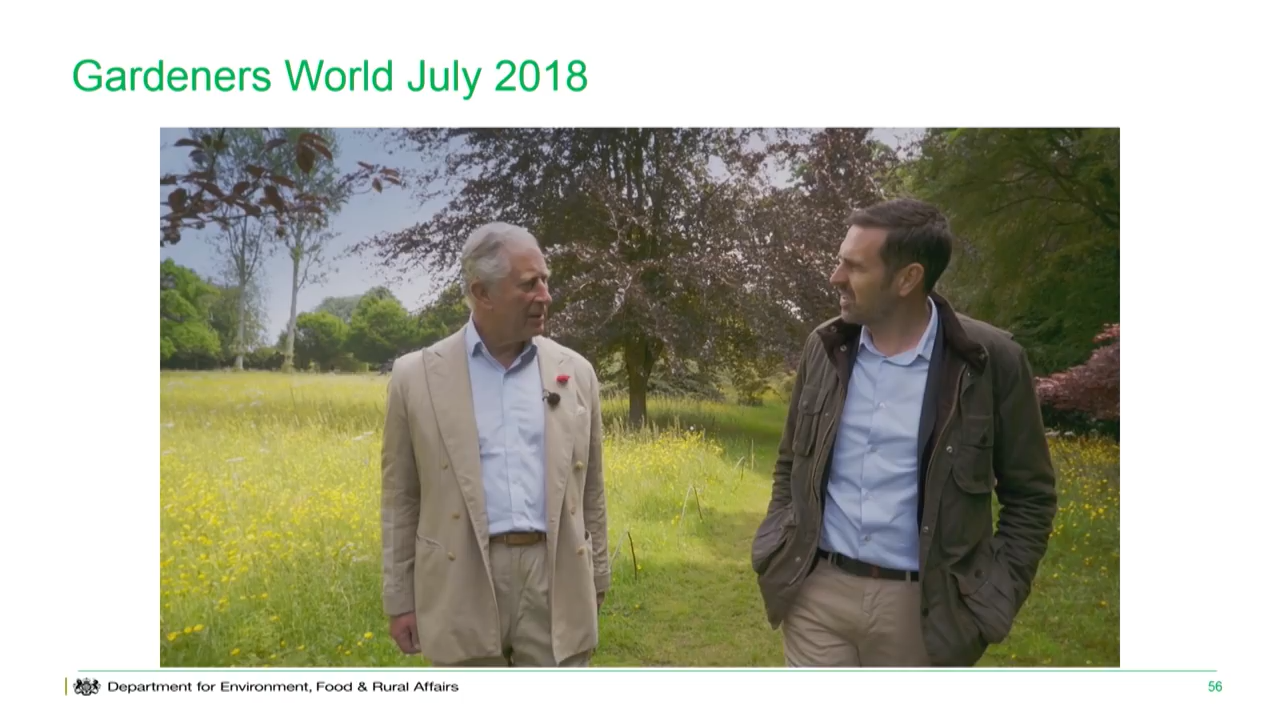 Gardeners World July 2018
Department for Environment, Food & Rural Affairs
56